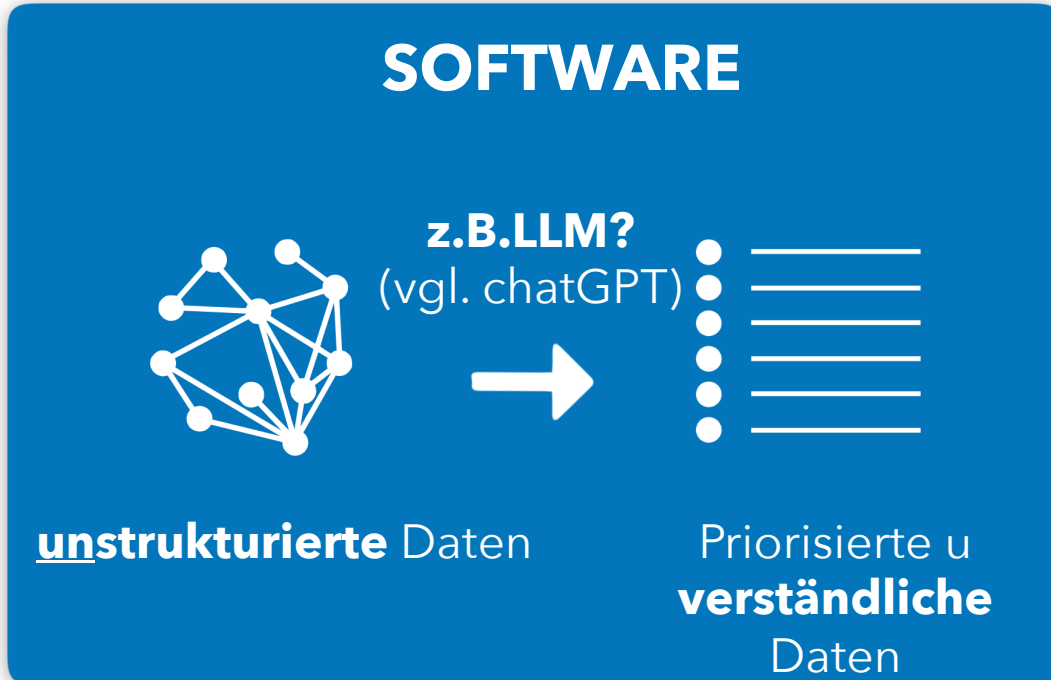 SOFTWARE
z.B.LLM?
(vgl. chatGPT)
unstrukturierte Daten
Priorisierte u
verständliche
Daten